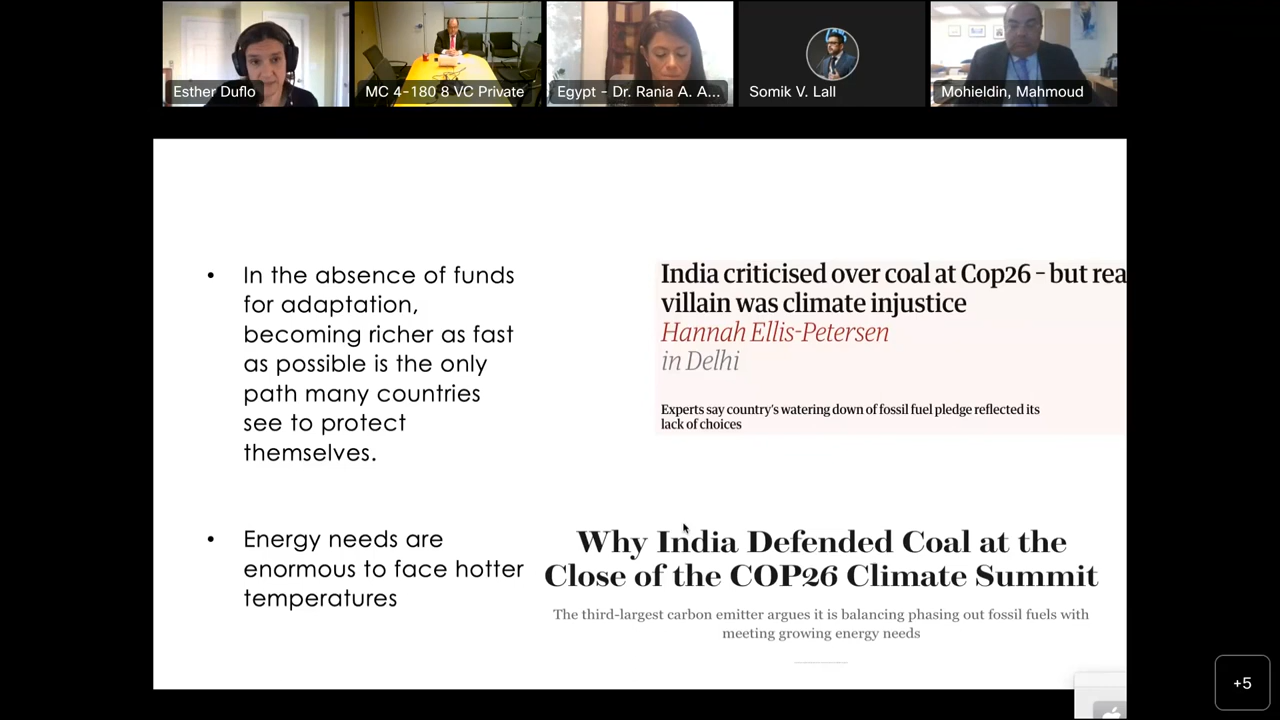 Esther Duflo
MC 4-180 8 VC Private
Egypt - Dr. Rania A. A...
Somik V. Lall
Mohieldin, Mahmoud
• In the absence of funds
for adaptation,
becoming richer as fast
as possible is the only
path many countries
see to protect
themselves.
• Energy needs are
enormous to face hotter
temperatures
India criticised over coal at Cop26 – but rea
villain was climate injustice
Hannah Ellis-Petersen
in Delhi
Experts say country's watering down of fossil fuel pledge reflected its
lack of choices
Why India Defended Coal at the
Close of the COP26 Climate Summit
The third-largest carbon emitter argues it is balancing phasing out fossil fuels with
meeting growing energy needs
+5